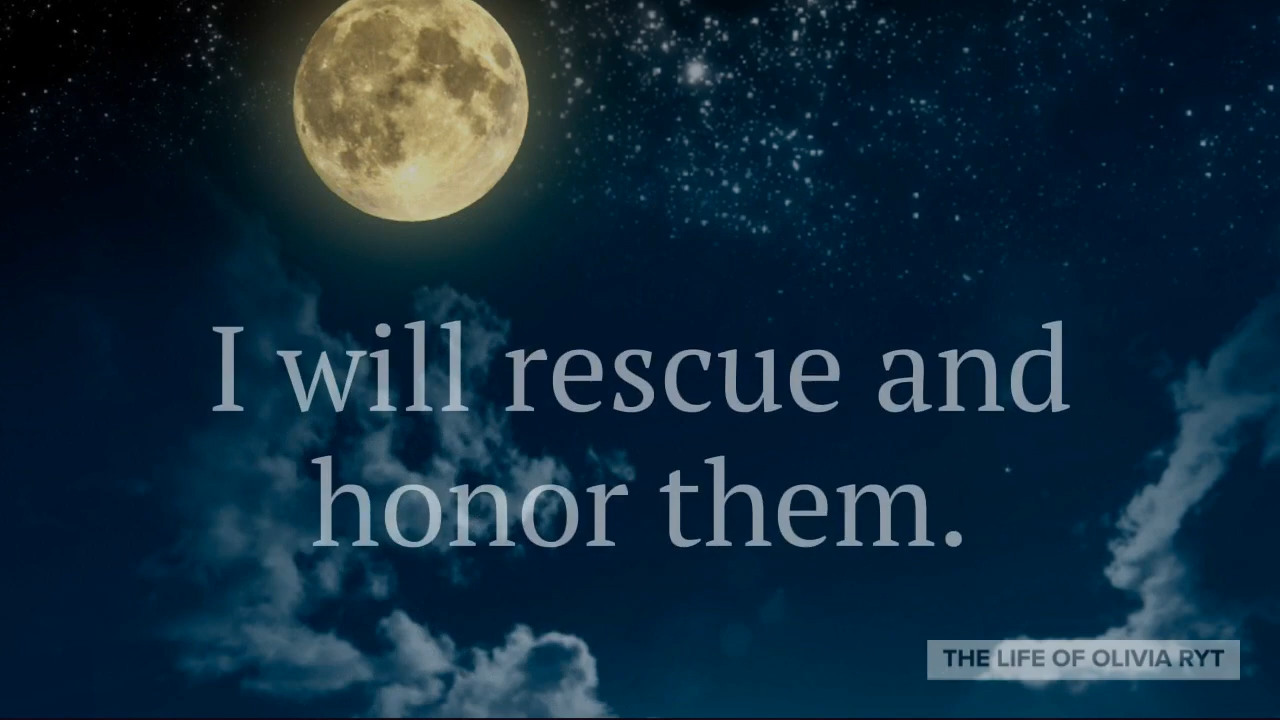 I will rescue and
honor them.
THE LIFE OF OLIVIA RYT